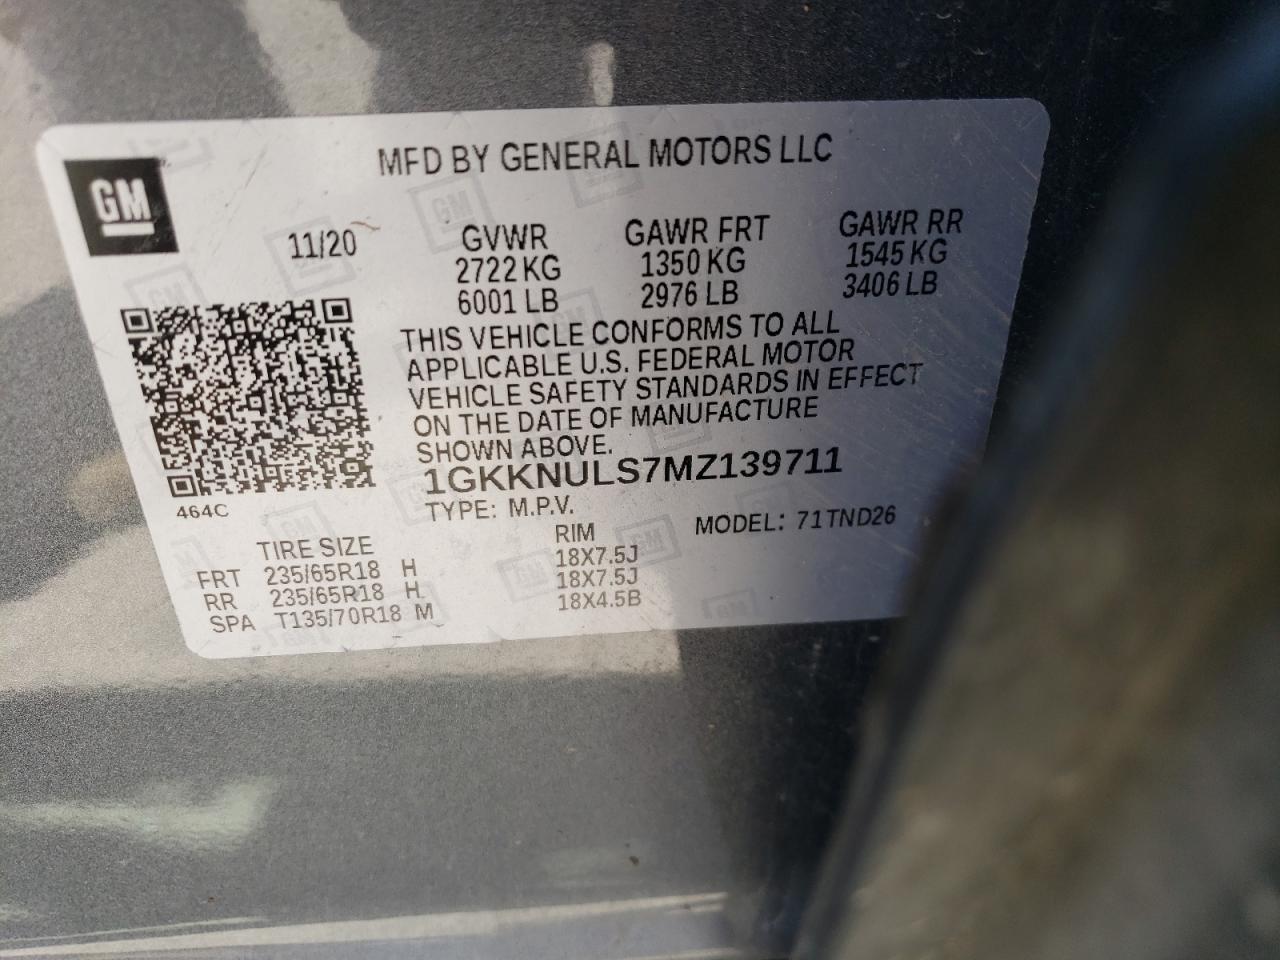 MFD BY GENERAL MOTORS LLC
GM
11/20 GVWR GAWR FRT GAWR RR
2722 KG 1350 KG 1545 KG
6001 LB 2976 LB 3406 LB
THIS VEHICLE CONFORMS TO ALL
APPLICABLE U.S. FEDERAL MOTOR
VEHICLE SAFETY STANDARDS IN EFFECT
ON THE DATE OF MANUFACTURE
SHOWN ABOVE.
1GKKNULS7MZ139711
464C
TYPE: M.P.V. MODEL: 71TND26
TIRE SIZE RIM
FRT 235/65R18 H 18X7.5J
RR 235/65R18 H 18X7.5J
SPA T135/70R18 M 18X4.5B